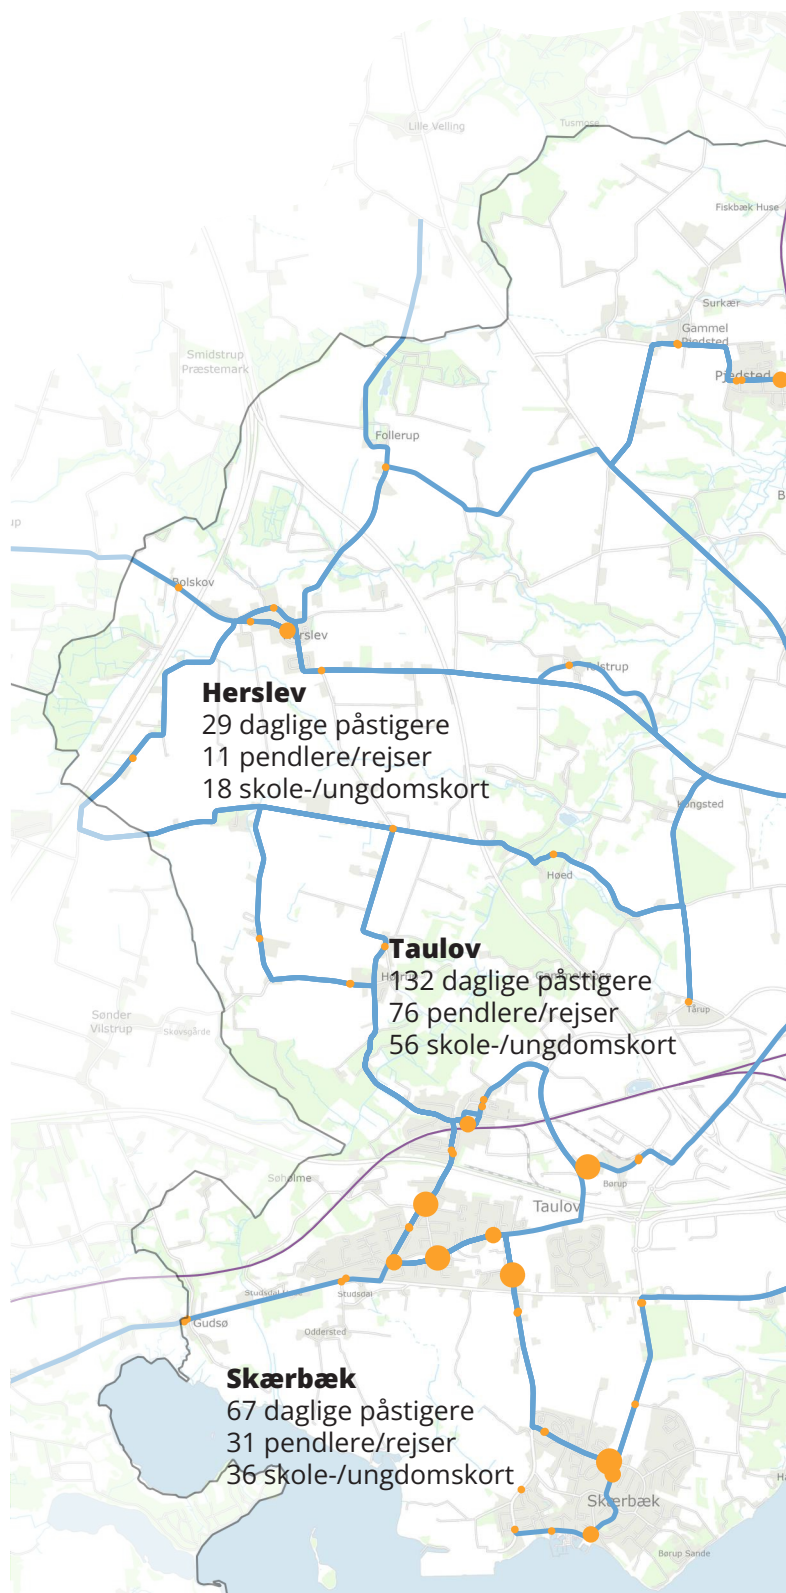 Lille Velling
Tusmose
Fiskbæk Huse
Surkær
Gammel
Pjedsted
Smidstrup
Præstemark
Pjedsted
Follerup
Bolskov
Herslev
Tolstrup
Herslev
29 daglige påstigere
11 pendlere/rejser
18 skole-/ungdomskort
Kongsted
Høed
Taulov
132 daglige påstigere
76 pendlere/rejser
56 skole-/ungdomskort
Tårup
Sønder
Vilstrup
Skovsgårde
Søholme
Børup
Taulov
Studsdal
Gudsø
Oddersted
Skærbæk
67 daglige påstigere
31 pendlere/rejser
36 skole-/ungdomskort
Skærbæk
Børup Sande